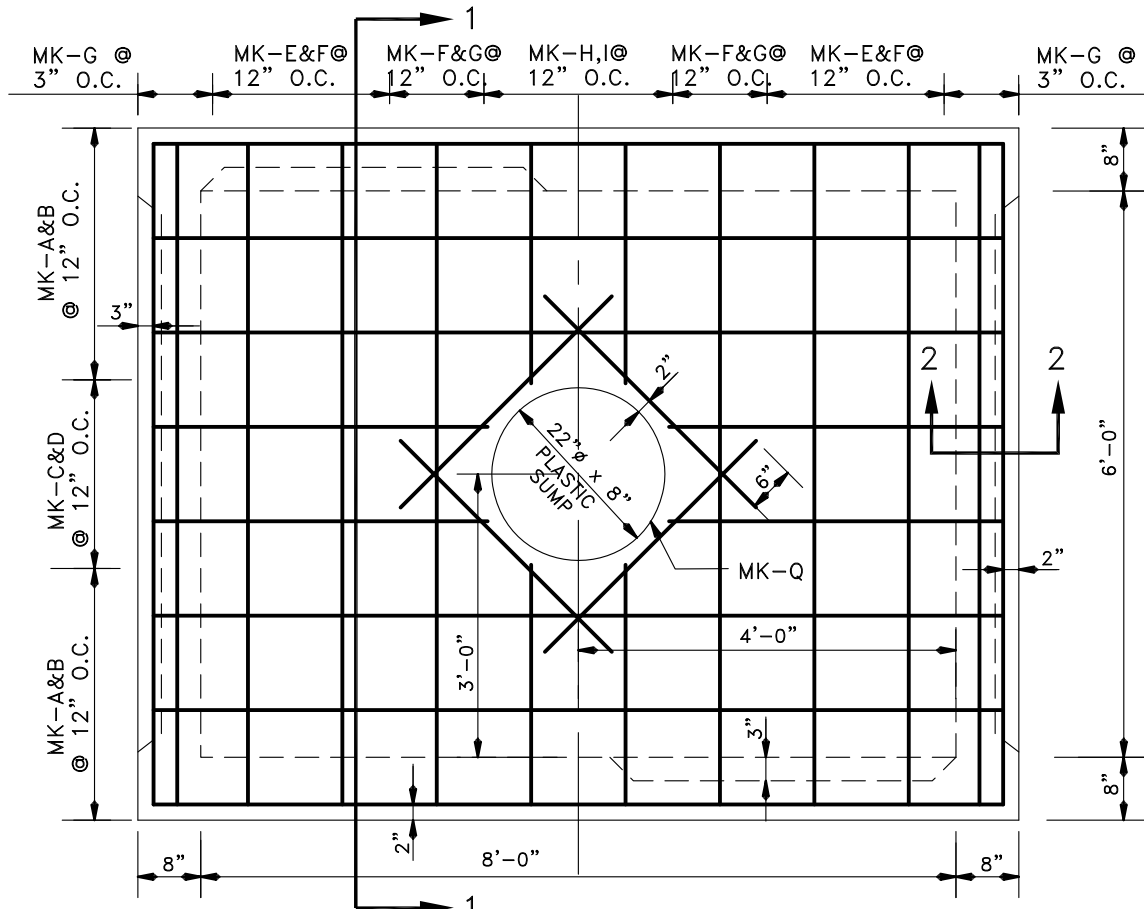 1
MK-G @
3" O.C.
MK-E&F@
12" O.C.
MK-F&G@
12" O.C.
MK-H,I@
12" O.C.
MK-F&G@
12" O.C.
MK-E&F@
12" O.C.
MK-G @
3" O.C.
8"
MK-A&B
@ 12" O.C.
3"
2"
2
2
MK-C&D
@ 12" O.C.
22"ø x 8"
PLASTIC
SUMP
6"
6'-0"
MK-Q
2"
4'-0"
3'-0"
MK-A&B
@ 12" O.C.
3"
8"
2"
8"
8'-0"
8"
1